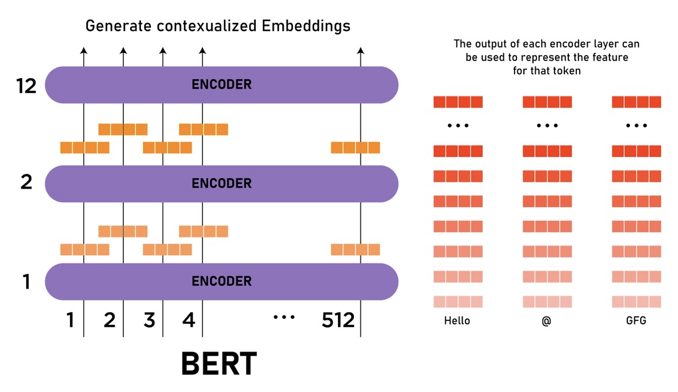 Generate contexualized Embeddings
12
ENCODER
2
ENCODER
1
ENCODER
1 2 3 4 ... 512
BERT
The output of each encoder layer can
be used to represent the feature
for that token
... ... ...
Hello @ GFG